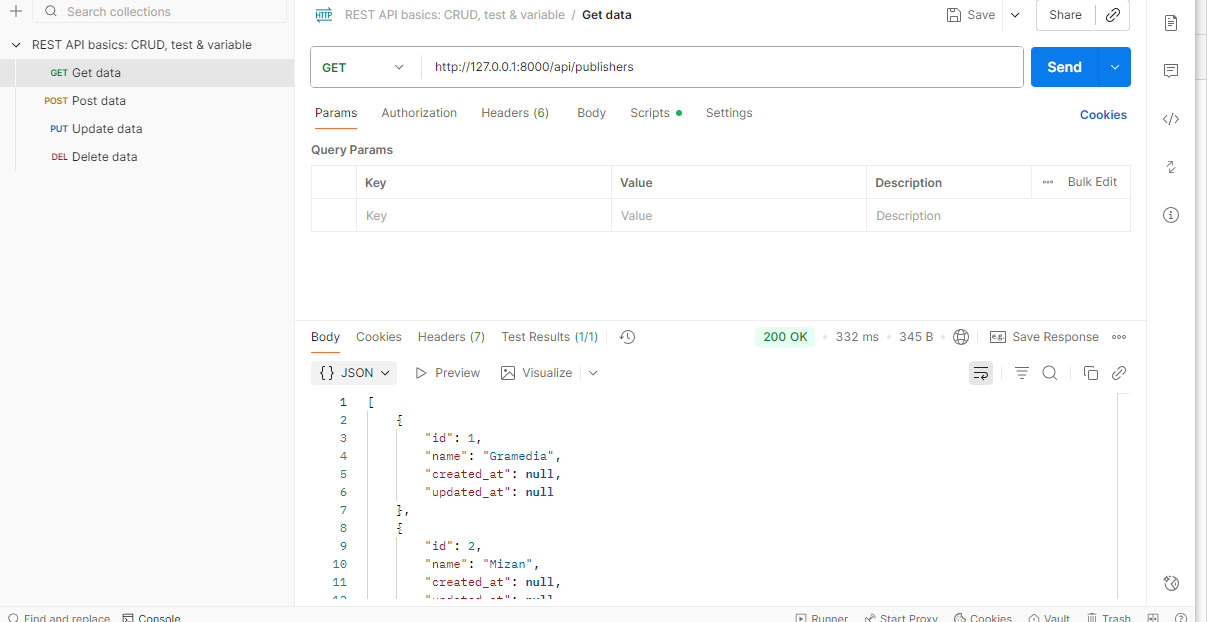 Search collections
REST API basics: CRUD, test & variable
GET Get data
POST Post data
PUT Update data
DEL Delete data
HTTP REST API basics: CRUD, test & variable / Get data
Save
Share
GET
http://127.0.0.1:8000/api/publishers
Send
Params Authorization Headers (6) Body Scripts Settings
Cookies
Query Params
Key Value Description ••• Bulk Edit
Key Value Description
Body Cookies Headers (7) Test Results (1/1)
200 OK • 332 ms • 345 B • e.g. Save Response
{} JSON Preview Visualize
1 [
2 {
3 "id": 1,
4 "name": "Gramedia",
5 "created_at": null,
6 "updated_at": null
7 },
8 {
9 "id": 2,
10 "name": "Mizan",
11 "created_at": null,
12 "updated_at": null
Find and replace Console
Runner Start Proxy Cookies Vault Trash